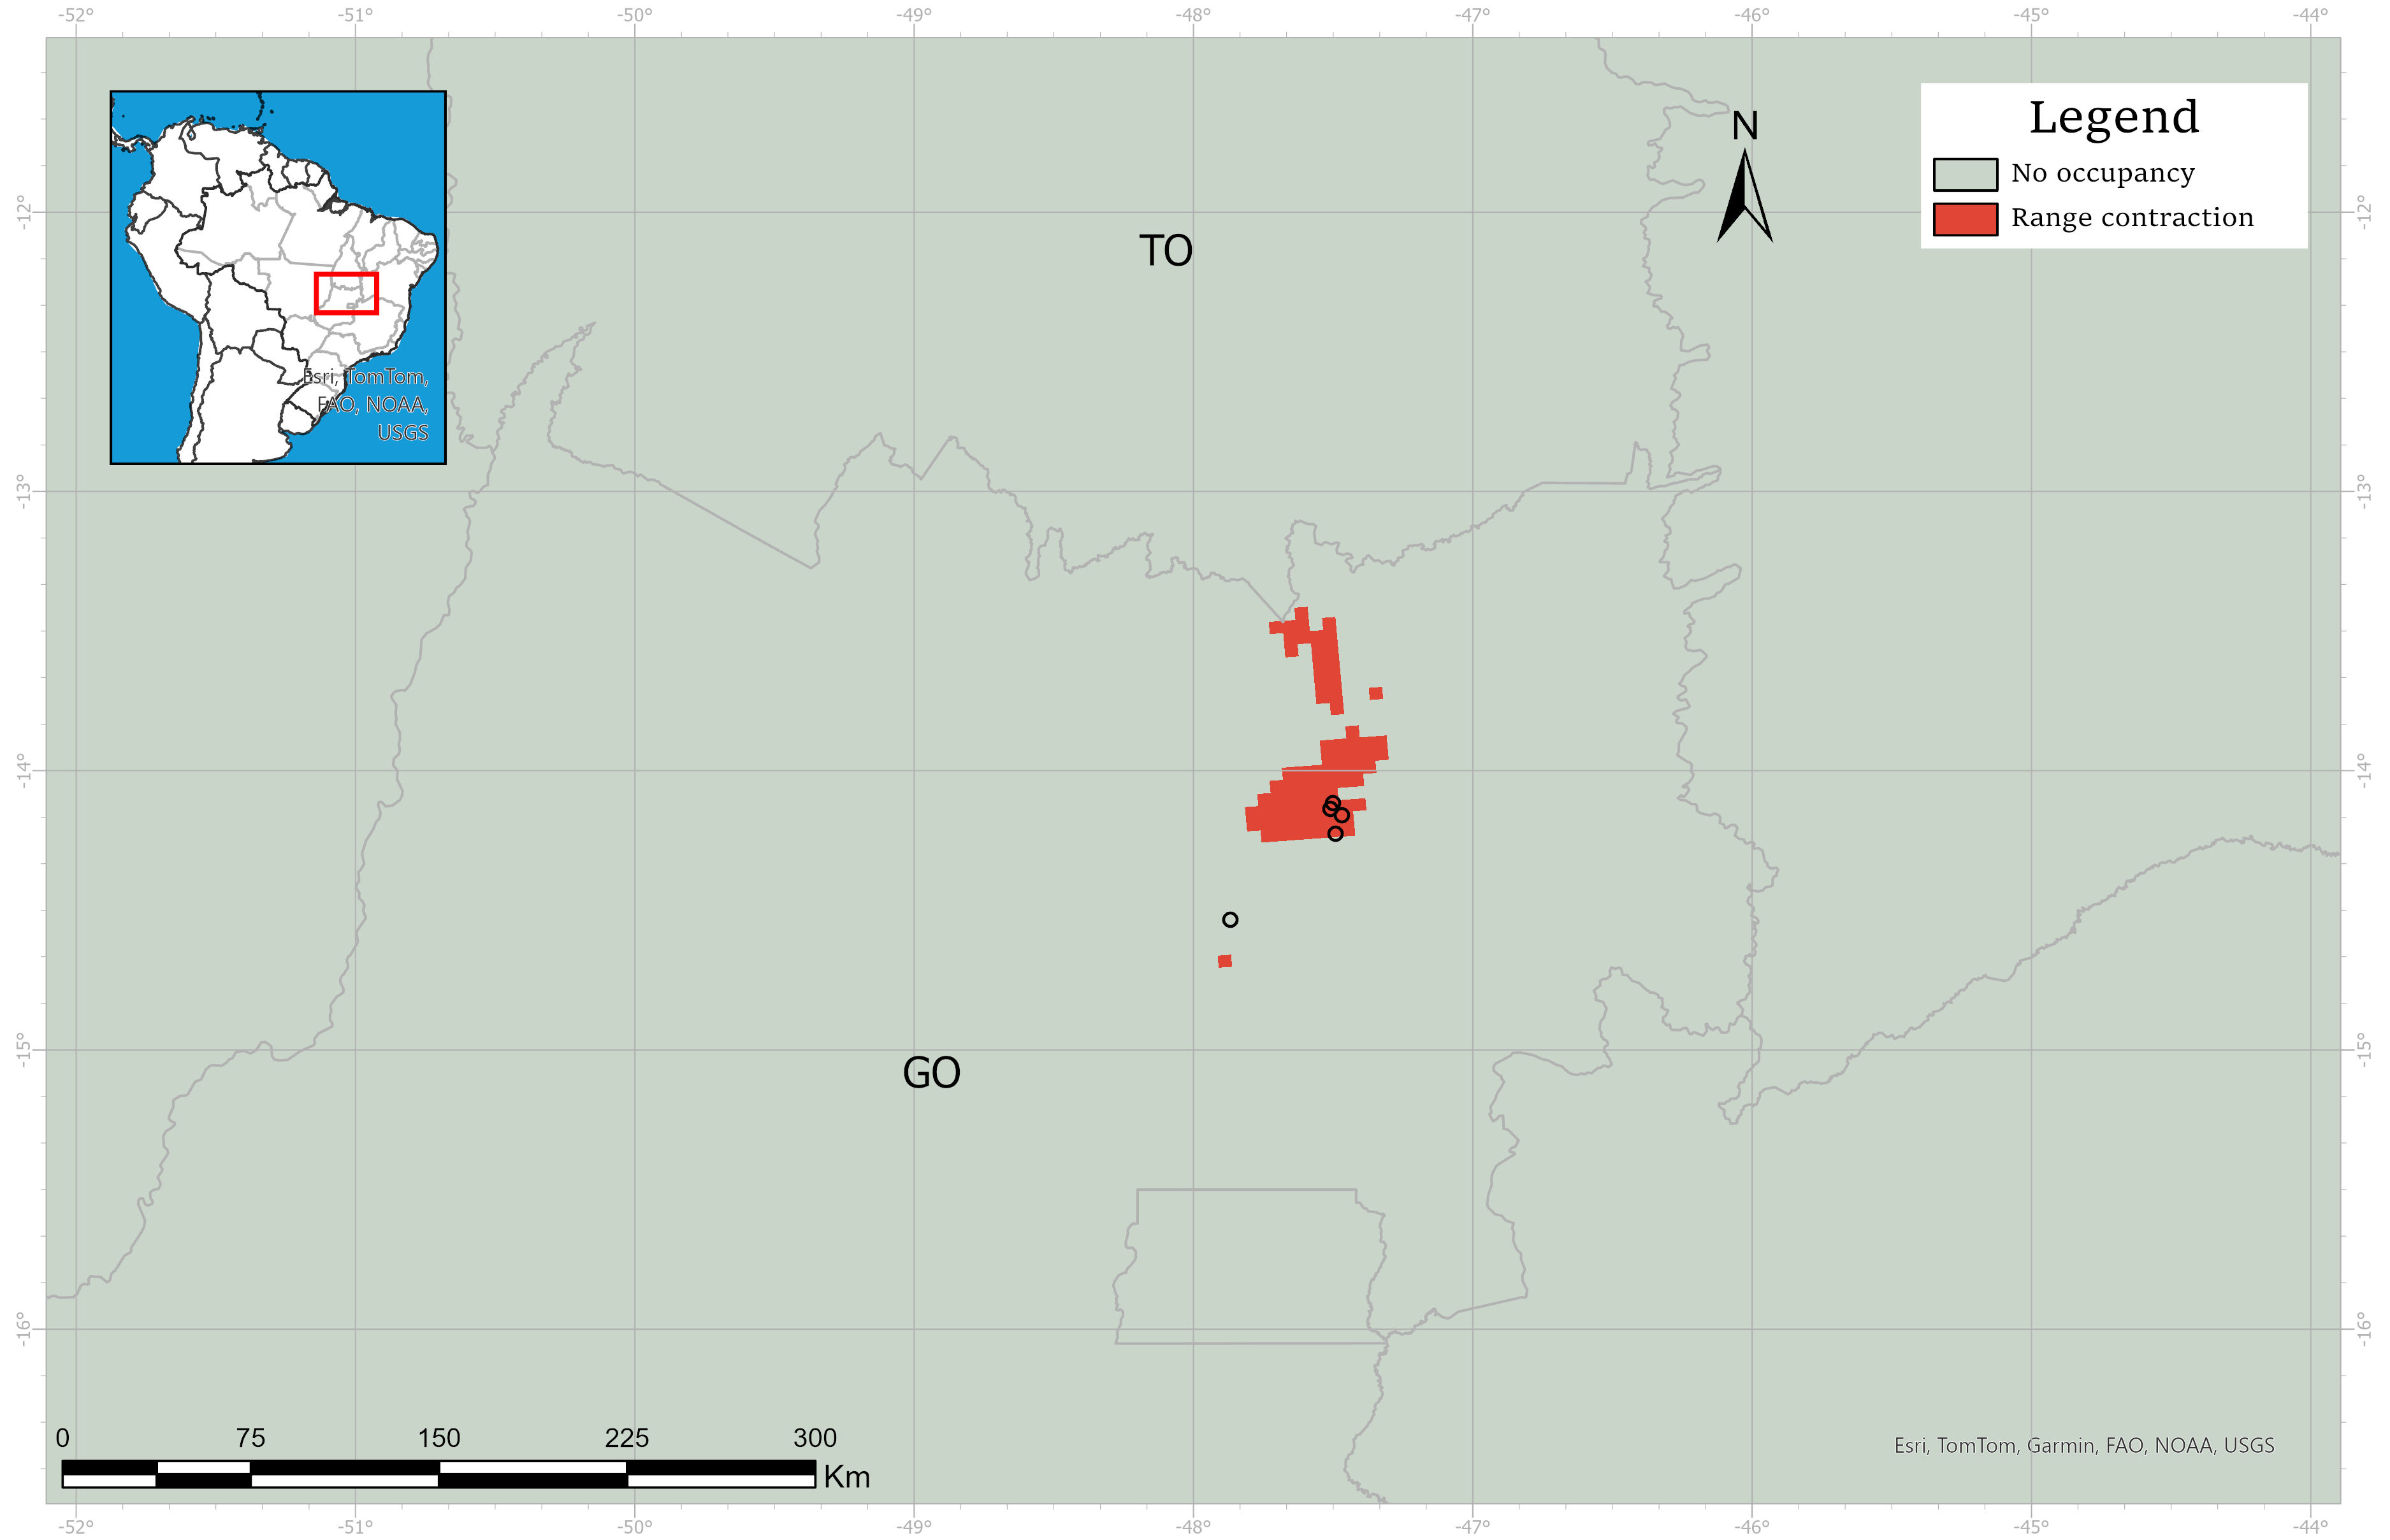 -52° -51° -50° -49° -48° -47° -46° -45° -44°
Legend
No occupancy
Range contraction
N
TO
Esri, TomTom,
FAO, NOAA,
USGS
-12° -12°
-13° -13°
-14° -14°
-15° -15°
GO
-16° -16°
0 75 150 225 300
Km
Esri, TomTom, Garmin, FAO, NOAA, USGS
-52° -51° -50° -49° -48° -47° -46° -45° -44°